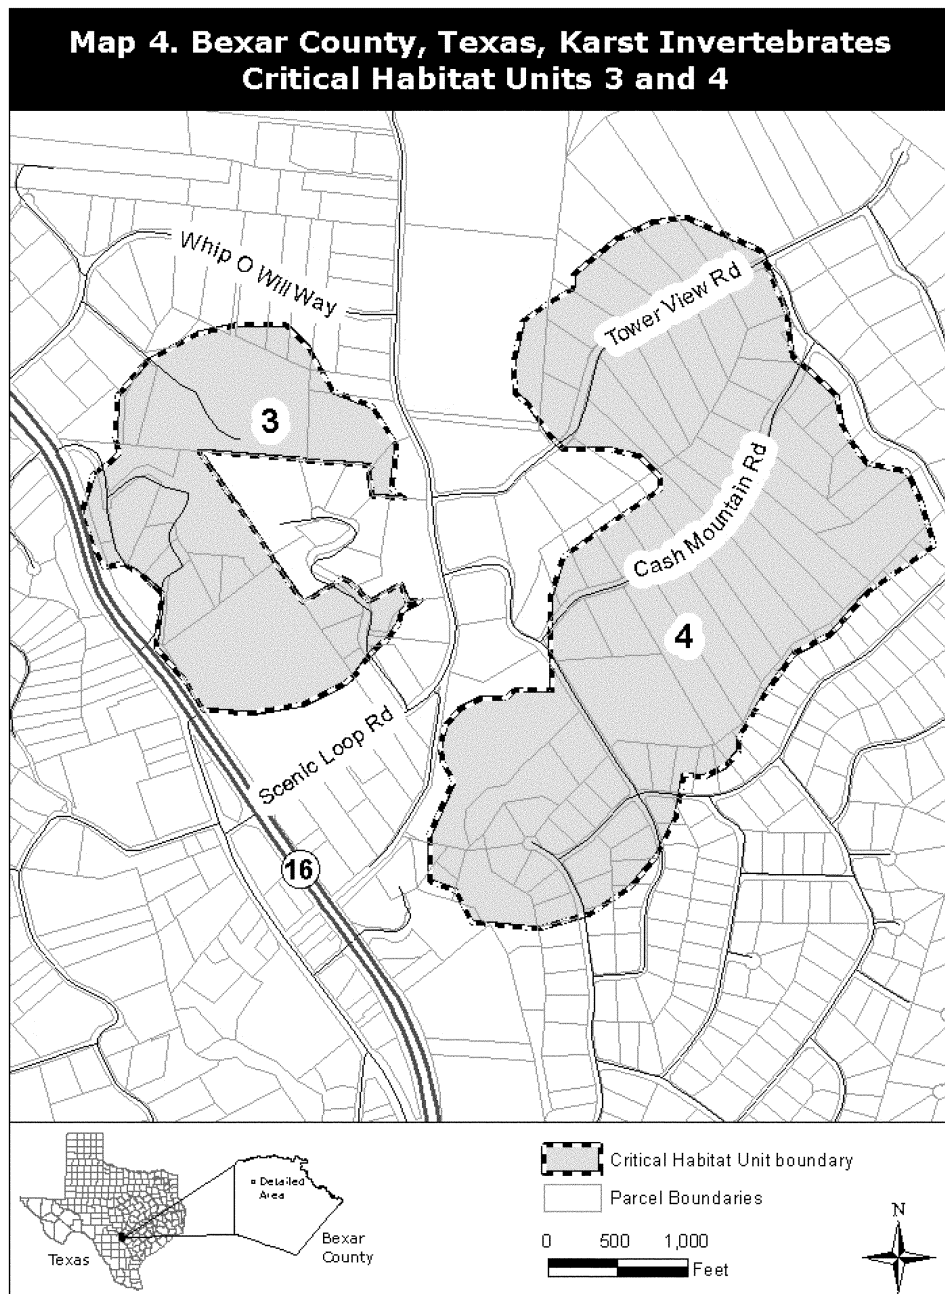 Map 4. Bexar County, Texas, Karst Invertebrates
Critical Habitat Units 3 and 4
Whip O Will Way
Tower View Rd
3
Cash Mountain Rd
4
Scenic Loop Rd
16
Texas
Detailed
Area
Bexar
County
Critical Habitat Unit boundary
Parcel Boundaries
0 500 1,000
Feet
N